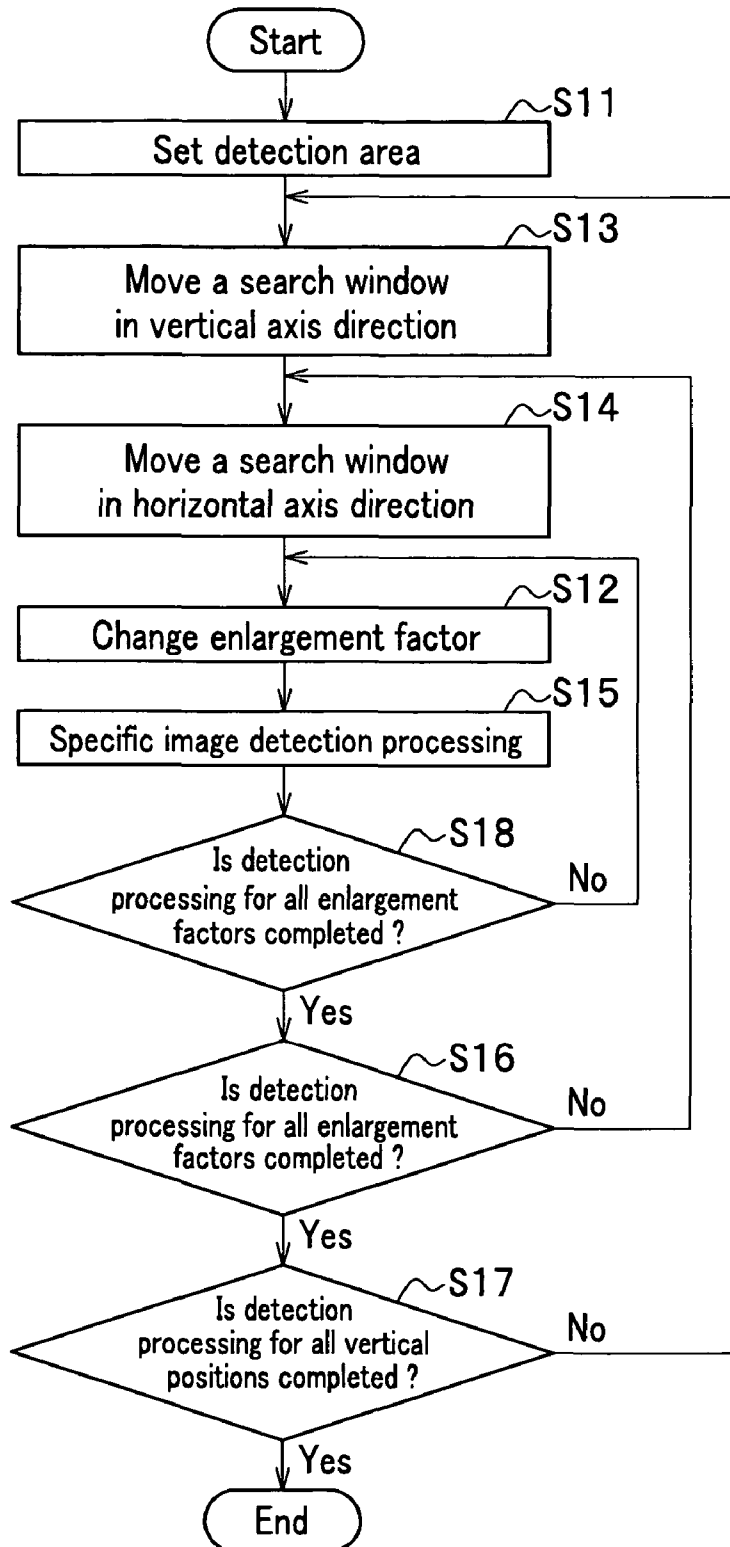 Start
S11
Set detection area
S13
Move a search window
in vertical axis direction
S14
Move a search window
in horizontal axis direction
S12
Change enlargement factor
S15
Specific image detection processing
S18
Is detection
processing for all enlargement
factors completed ?
No
Yes
S16
Is detection
processing for all enlargement
factors completed ?
No
Yes
S17
Is detection
processing for all vertical
positions completed ?
No
Yes
End